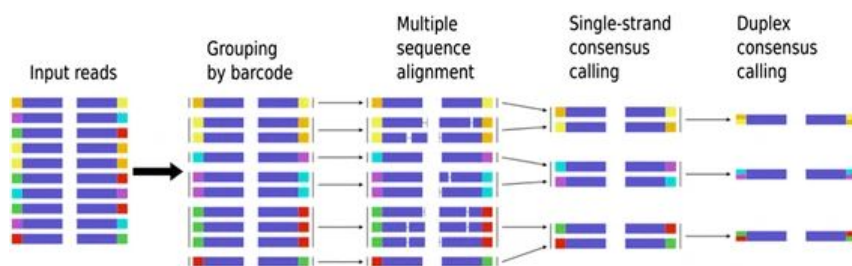 Input reads
Grouping
by barcode
Multiple
sequence
alignment
Single-strand
consensus
calling
Duplex
consensus
calling